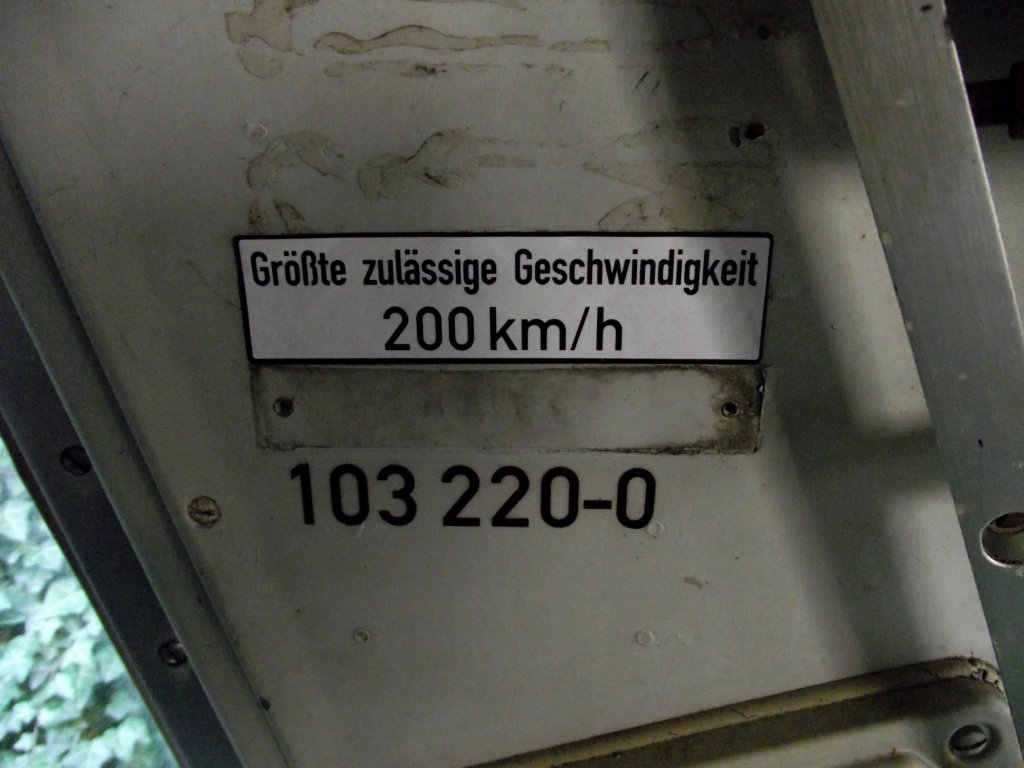 Größte zulässige Geschwindigkeit
200 km/h
103 220-0